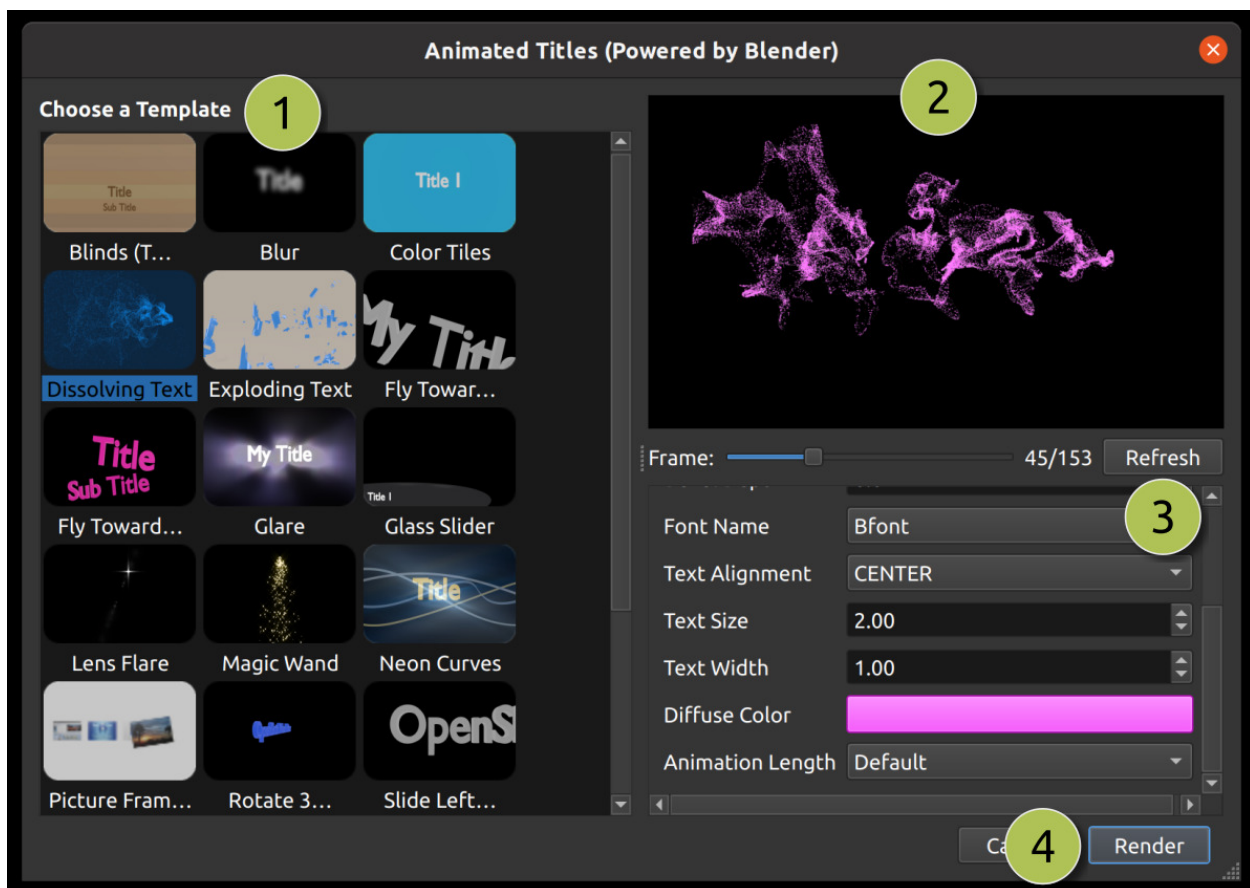 Animated Titles (Powered by Blender)
Choose a Template
1
2
Title
Sub Title
Title
Title 1
Blinds (T...
Blur
Color Tiles
My Title
Dissolving Text
Exploding Text
Fly Towar...
Title
Sub Title
My Title
Title 1
Fly Toward...
Glare
Glass Slider
Title
Lens Flare
Magic Wand
Neon Curves
OpenS
Picture Fram...
Rotate 3...
Slide Left...
Frame:
45/153
Refresh
3
Font Name
Bfont
Text Alignment
CENTER
Text Size
2.00
Text Width
1.00
Diffuse Color
Animation Length
Default
Ca
4
Render